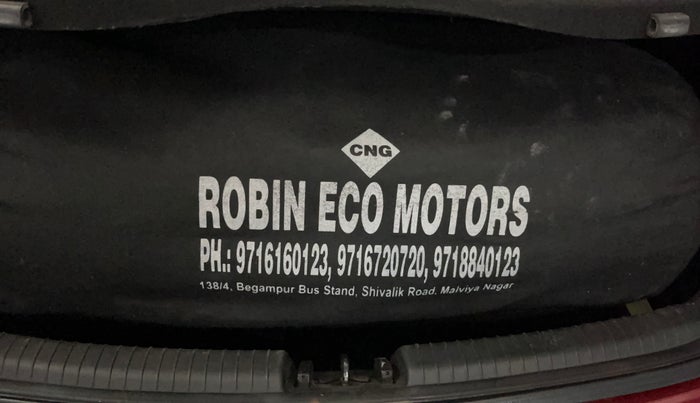 CNG
ROBIN ECO MOTORS
PH.: 9716160123, 9716720720, 9718840123
138/4, Begampur Bus Stand, Shivalik Road, Malviya Nagar